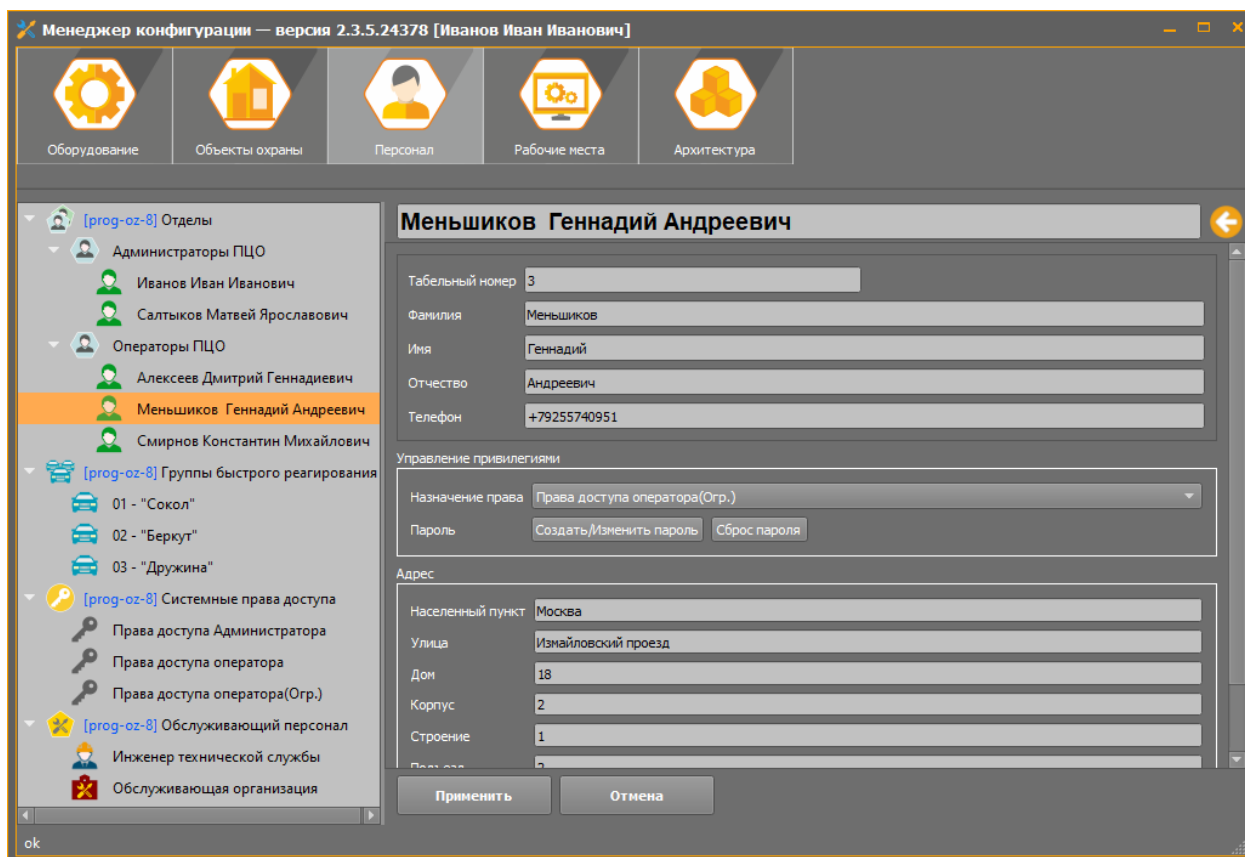 Менеджер конфигурации — версия 2.3.5.24378 [Иванов Иван Иванович]
Оборудование
Объекты охраны
Персонал
Рабочие места
Архитектура
[prog-oz-8] Отделы
Администраторы ПЦО
Иванов Иван Иванович
Салтыков Матвей Ярославович
Операторы ПЦО
Алексеев Дмитрий Геннадиевич
Меньшиков  Геннадий Андреевич
Смирнов Константин Михайлович
[prog-oz-8] Группы быстрого реагирования
01 - "Сокол"
02 - "Беркут"
03 - "Дружина"
[prog-oz-8] Системные права доступа
Права доступа Администратора
Права доступа оператора
Права доступа оператора(Огр.)
[prog-oz-8] Обслуживающий персонал
Инженер технической службы
Обслуживающая организация
Меньшиков  Геннадий Андреевич
Табельный номер 3
Фамилия Меньшиков
Имя Геннадий
Отчество Андреевич
Телефон +79255740951
Управление привилегиями
Назначение права Права доступа оператора(Огр.)
Пароль Создать/Изменить пароль Сброс пароля
Адрес
Населенный пункт Москва
Улица Измайловский проезд
Дом 18
Корпус 2
Строение 1
Применить Отмена
ok